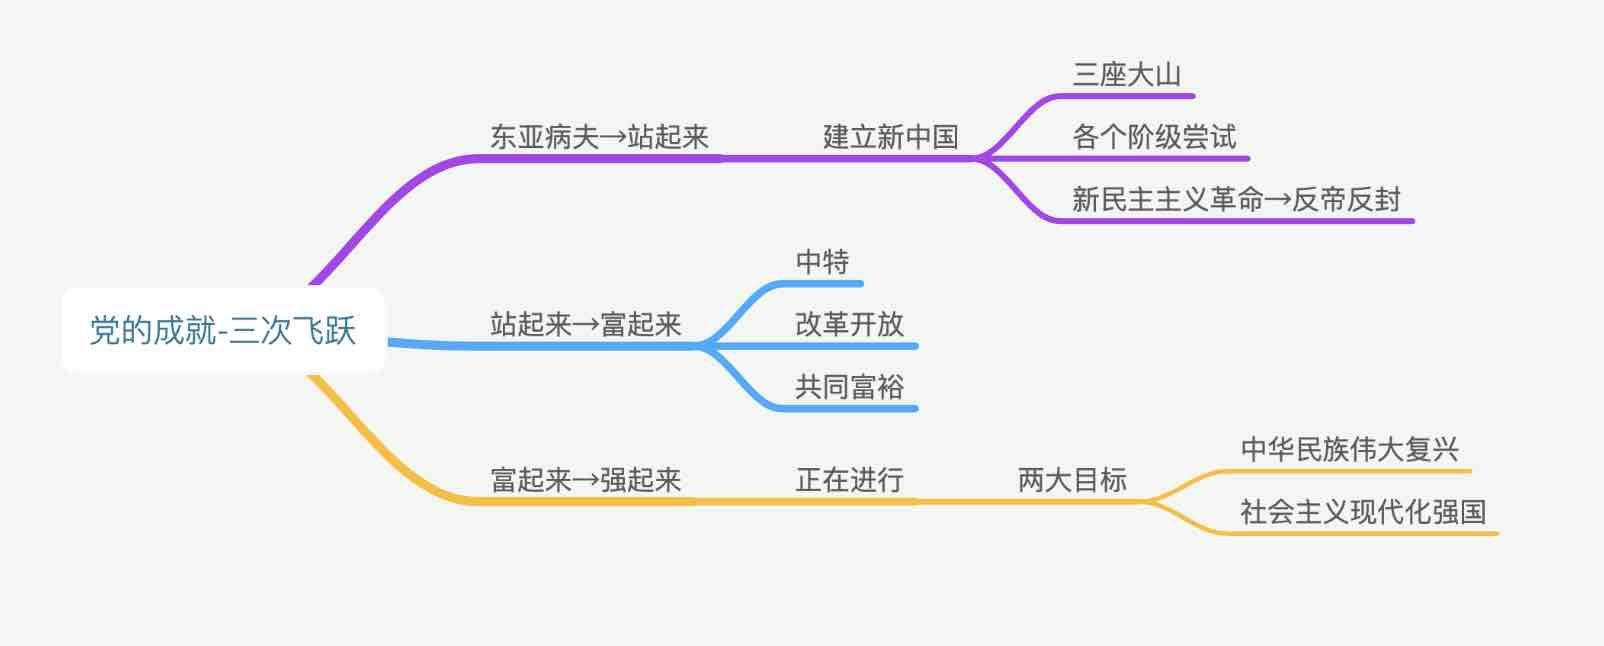 党的成就-三次飞跃
东亚病夫→站起来
建立新中国
三座大山
各个阶级尝试
新民主主义革命→反帝反封
站起来→富起来
中特
改革开放
共同富裕
富起来→强起来
正在进行
两大目标
中华民族伟大复兴
社会主义现代化强国